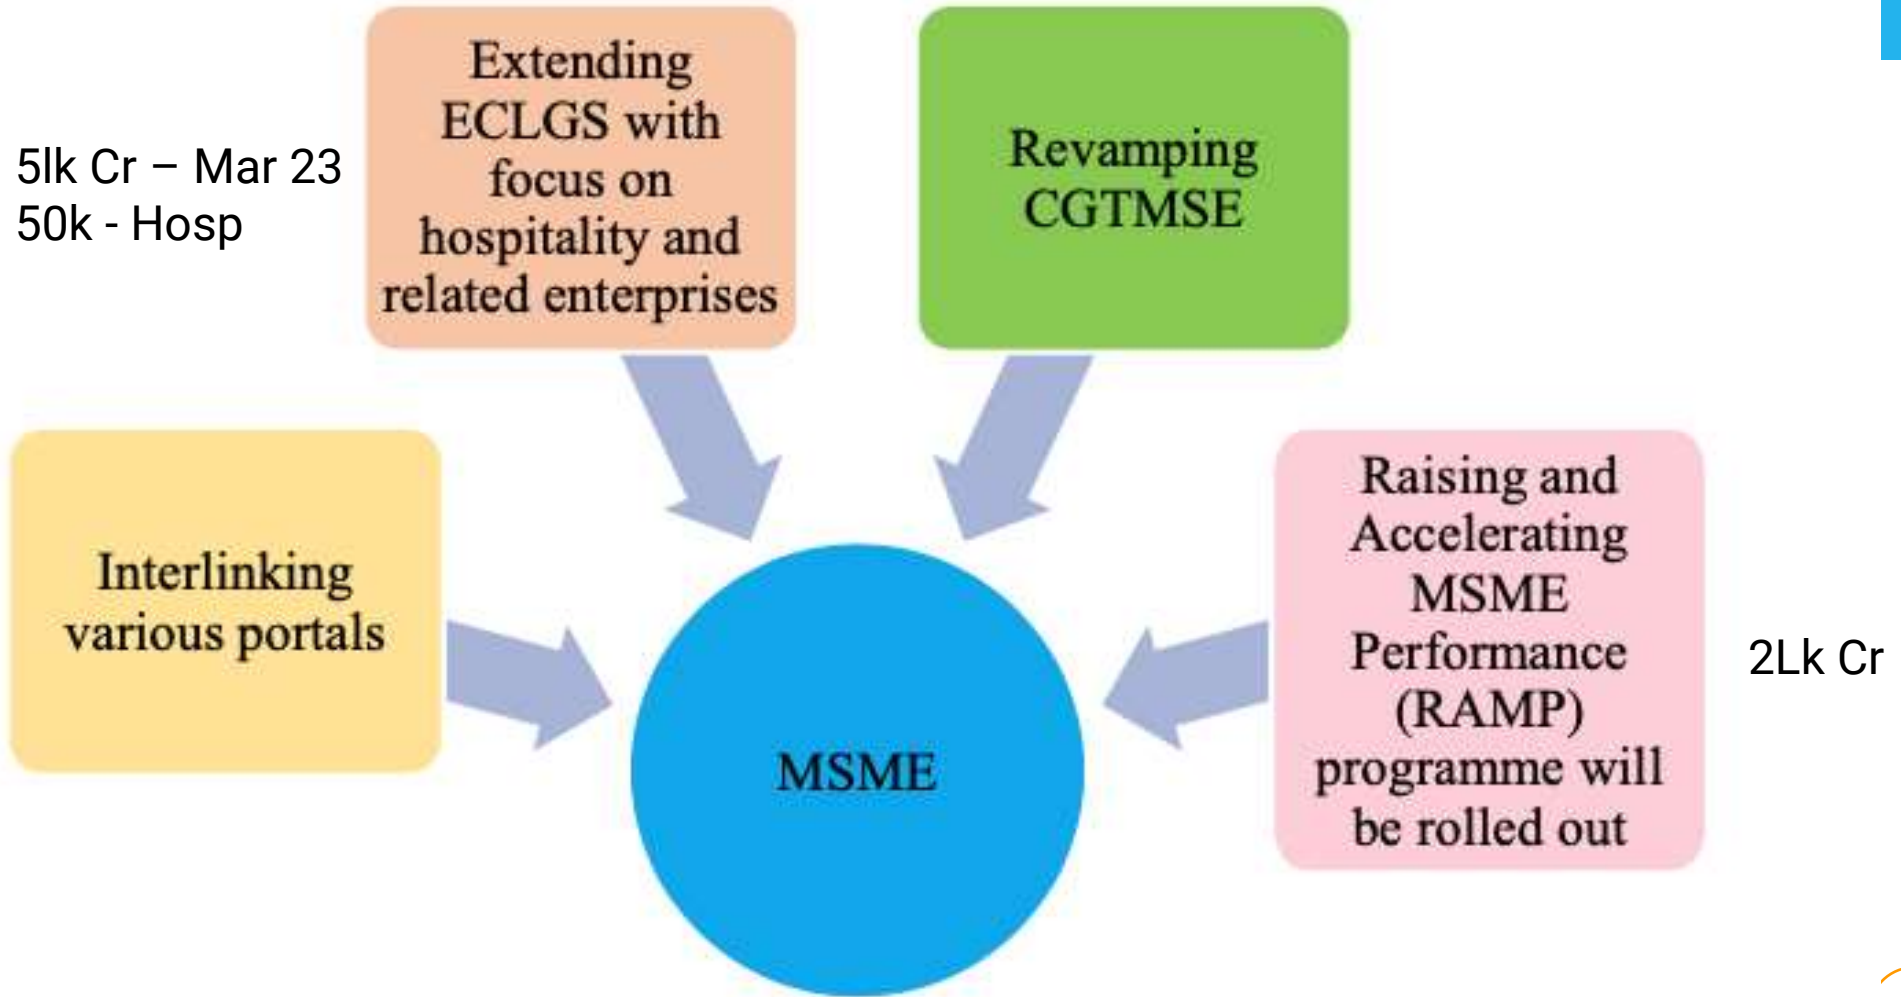 5lk Cr – Mar 23
50k - Hosp
Extending
ECLGS with
focus on
hospitality and
related enterprises
Revamping
CGTMSE
Interlinking
various portals
Raising and
Accelerating
MSME
Performance
(RAMP)
programme will
be rolled out
2Lk Cr
MSME